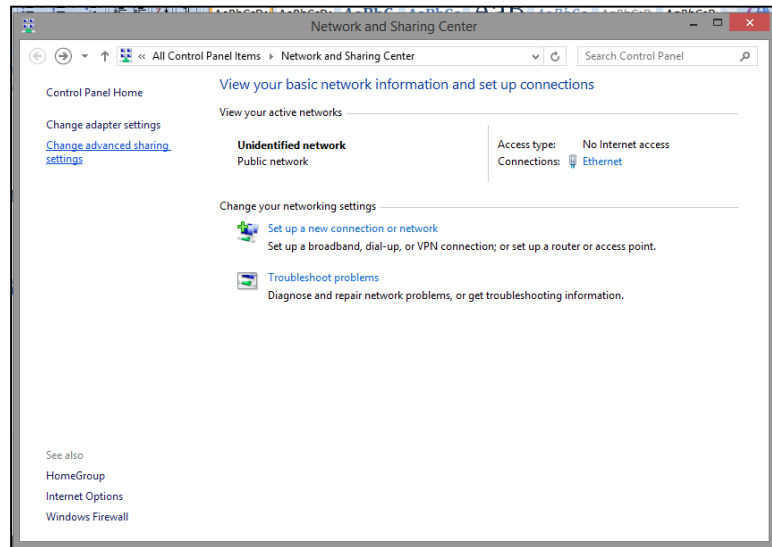 Network and Sharing Center
« All Control Panel Items Network and Sharing Center
Search Control Panel
Control Panel Home
Change adapter settings
Change advanced sharing
settings
View your basic network information and set up connections
View your active networks
Unidentified network
Public network
Access type: No Internet access
Connections: Ethernet
Change your networking settings
Set up a new connection or network
Set up a broadband, dial-up, or VPN connection; or set up a router or access point.
Troubleshoot problems
Diagnose and repair network problems, or get troubleshooting information.
See also
HomeGroup
Internet Options
Windows Firewall